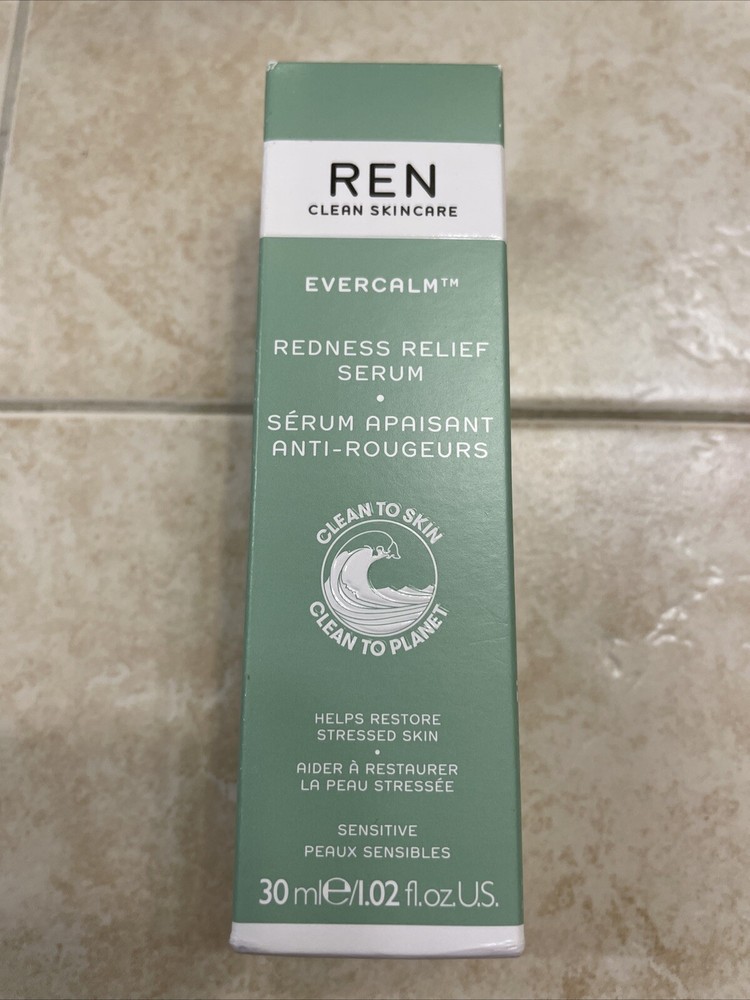 REN
CLEAN SKINCARE
EVERCALM™
REDNESS RELIEF
SERUM
•
SÉRUM APAISANT
ANTI-ROUGEURS
CLEAN TO SKIN
CLEAN TO PLANET
HELPS RESTORE
STRESSED SKIN
•
AIDER À RESTAURER
LA PEAU STRESSÉE
SENSITIVE
PEAUX SENSIBLES
30 ml℮/1.02 fl.oz.U.S.